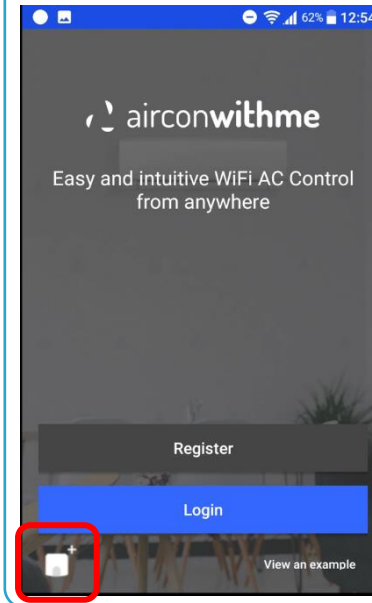 62% 12:54
airconwithme
Easy and intuitive WiFi AC Control
from anywhere
Register
Login
View an example